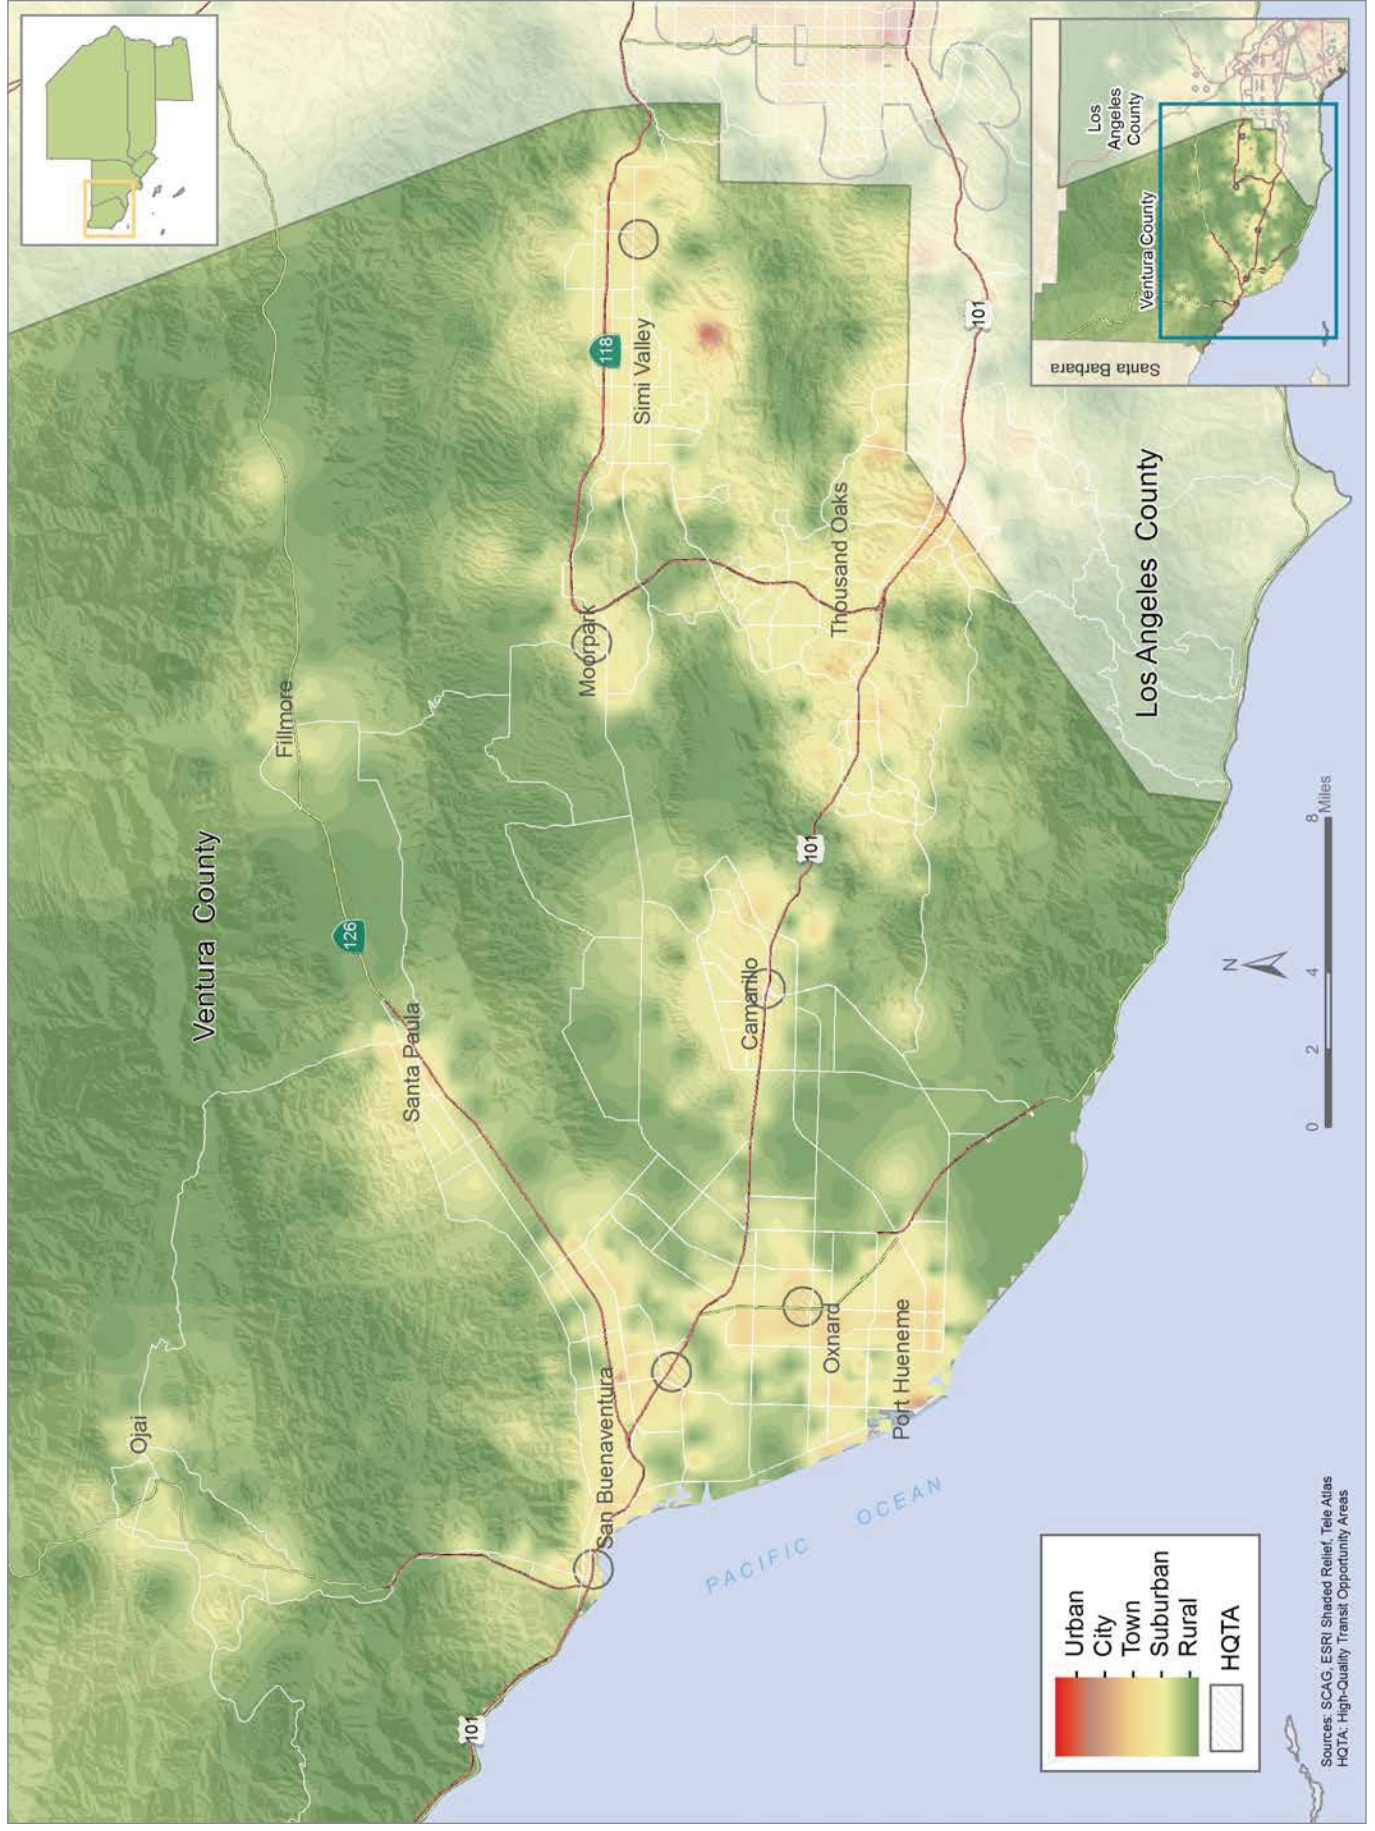 Los
Angeles
County
Ventura County
Santa Barbara
Ventura County
Los Angeles County
Ojai
Fillmore
126
Santa Paula
118
Simi Valley
Moorpark
San Buenaventura
Camarillo
Thousand Oaks
Oxnard
Port Hueneme
101
101
101
PACIFIC OCEAN
N
0 2 4 8 Miles
Urban
City
Town
Suburban
Rural
HQTA
Sources: SCAG, ESRI Shaded Relief, Tele Atlas
HQTA: High-Quality Transit Opportunity Areas